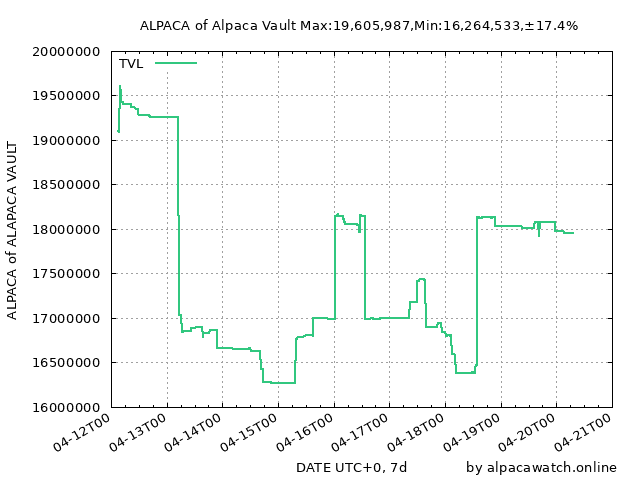 ALPACA of Alpaca Vault Max:19,605,987,Min:16,264,533,±17.4%
TVL
20000000
19500000
19000000
18500000
18000000
17500000
17000000
16500000
16000000
ALPACA of ALAPACA VAULT
04-12T00
04-13T00
04-14T00
04-15T00
04-16T00
04-17T00
04-18T00
04-19T00
04-20T00
04-21T00
DATE UTC+0, 7d
by alpacawatch.online